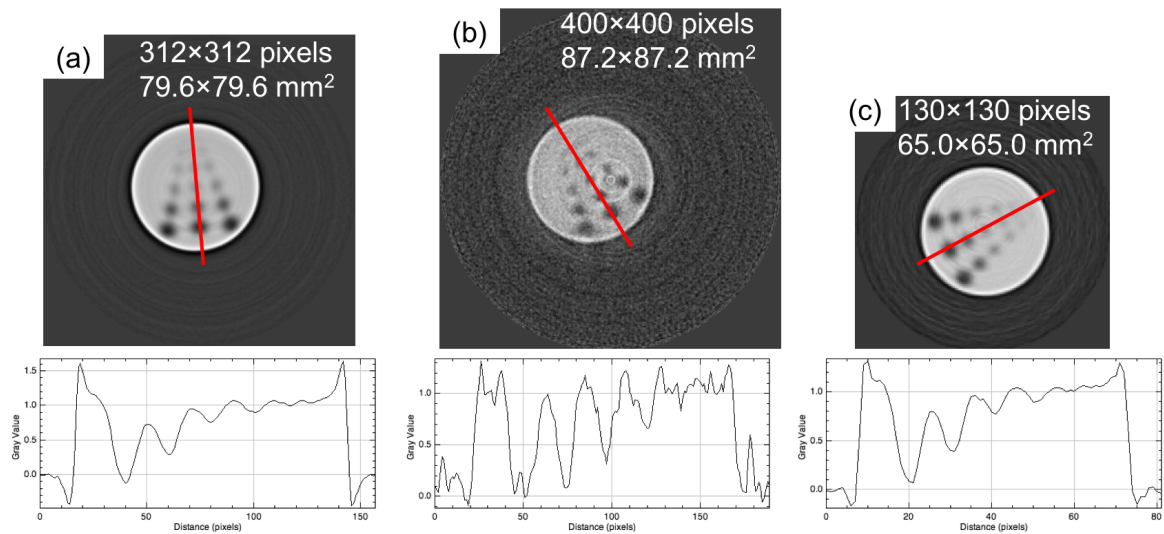 (a)
312×312 pixels
79.6×79.6 mm²
(b)
400×400 pixels
87.2×87.2 mm²
(c)
130×130 pixels
65.0×65.0 mm²
Gray Value
1.5
1.0
0.5
0.0
0 50 100 150
Distance (pixels)
Gray Value
1.0
0.5
0.0
0 50 100 150
Distance (pixels)
Gray Value
1.0
0.5
0.0
0 20 40 60 80
Distance (pixels)